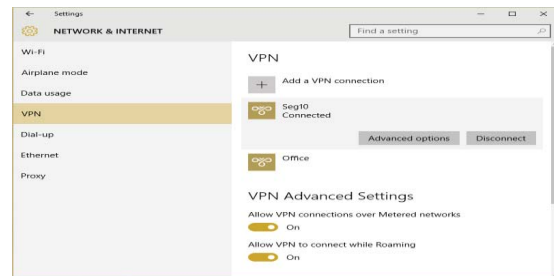 Settings
NETWORK & INTERNET
Find a setting
Wi-Fi
Airplane mode
Data usage
VPN
Dial-up
Ethernet
Proxy
VPN
Add a VPN connection
Seg10
Connected
Advanced options
Disconnect
Office
VPN Advanced Settings
Allow VPN connections over Metered networks
On
Allow VPN to connect while Roaming
On